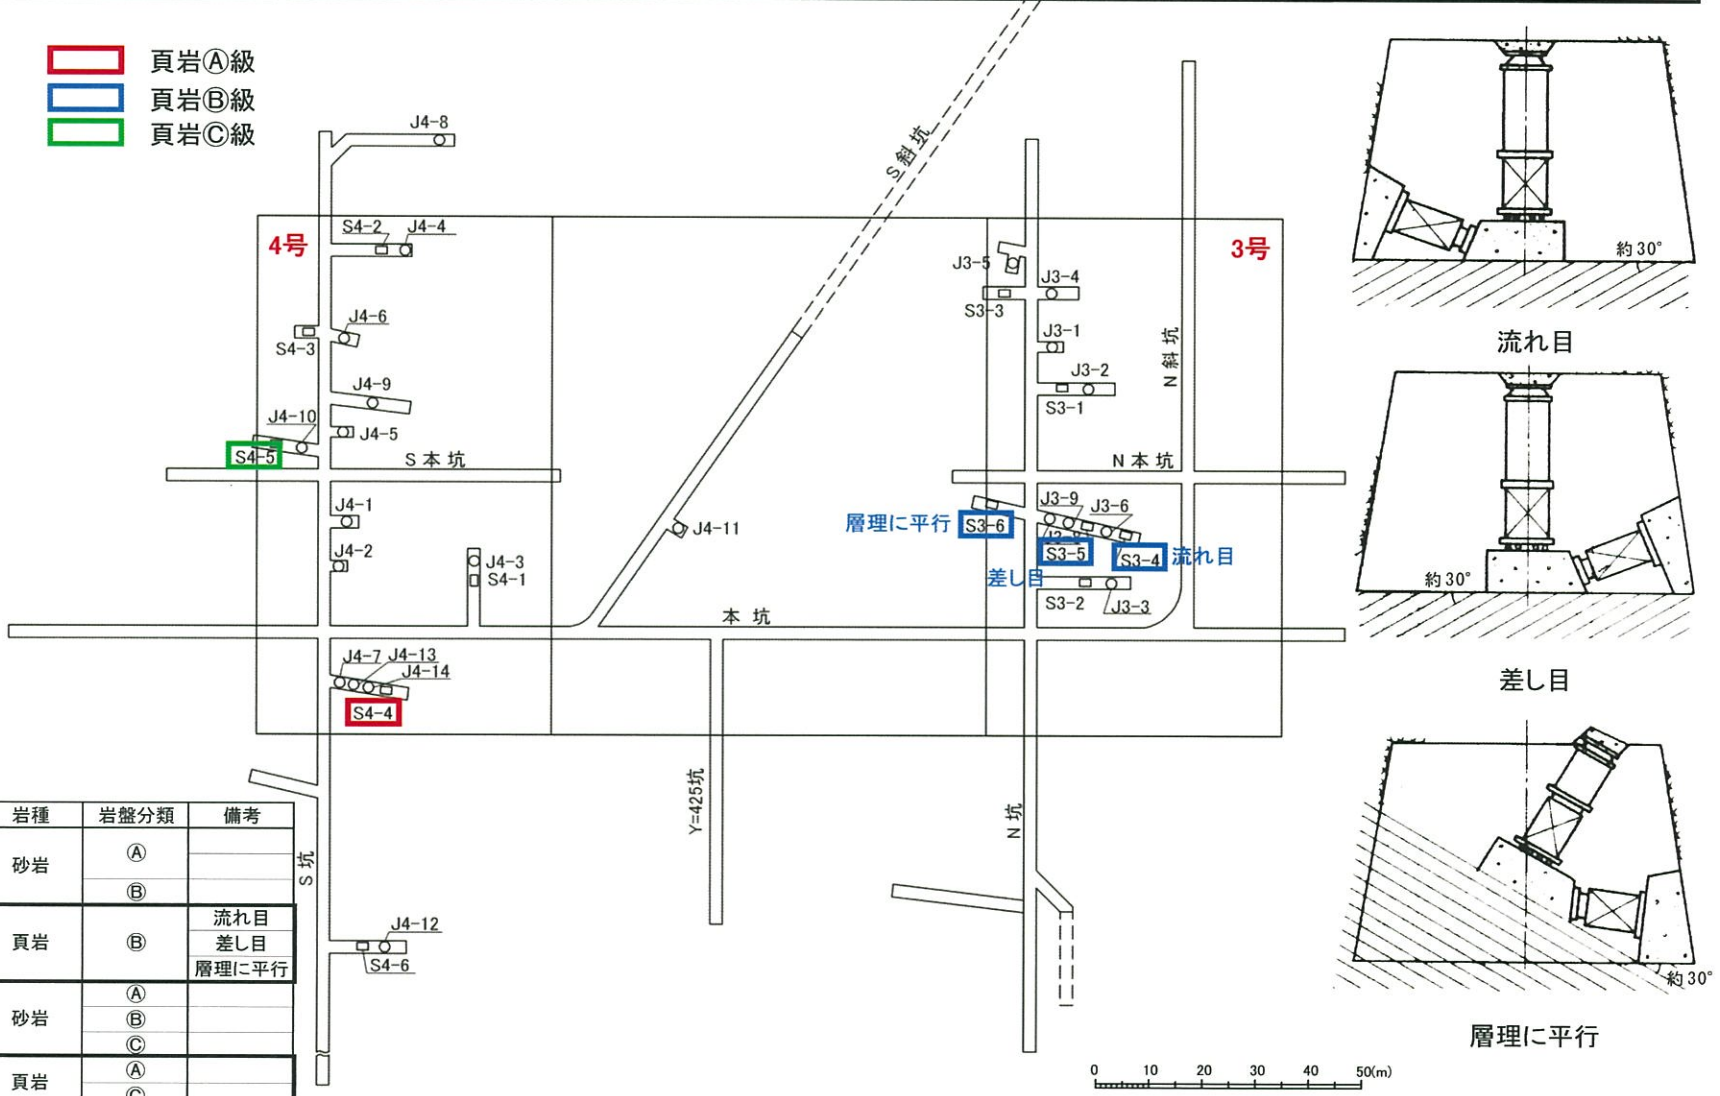 頁岩Ⓐ級
頁岩Ⓑ級
頁岩Ⓒ級
J4-8
S斜坑
4号
S4-2
J4-4
3号
J3-5
J3-4
S3-3
J4-6
S4-3
J3-1
N斜坑
J3-2
S3-1
J4-9
J4-10
J4-5
S4-5
S本坑
N本坑
J4-1
J4-2
J4-3
S4-1
J4-11
層理に平行
S3-6
J3-9
J3-6
S3-5
S3-4
流れ目
差し目
S3-2
J3-3
本坑
J4-7
J4-13
J4-14
S4-4
Y=425坑
N坑
S坑
J4-12
S4-6
約30°
流れ目
約30°
差し目
約30°
層理に平行
岩種 岩盤分類 備考
砂岩 Ⓐ
Ⓑ
頁岩 Ⓑ 流れ目
差し目
層理に平行
砂岩 Ⓐ
Ⓑ
Ⓒ
頁岩 Ⓐ
Ⓒ
0 10 20 30 40 50(m)